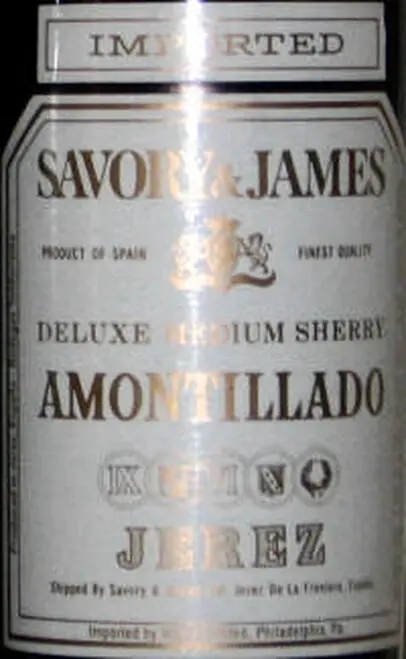 IMPORTED
SAVORY & JAMES
PRODUCT OF SPAIN FINEST QUALITY
DELUXE MEDIUM SHERRY
AMONTILLADO
JEREZ
Shipped By Savory & Jerez De La Frontera,
Imported by Philadelphia, Pa.